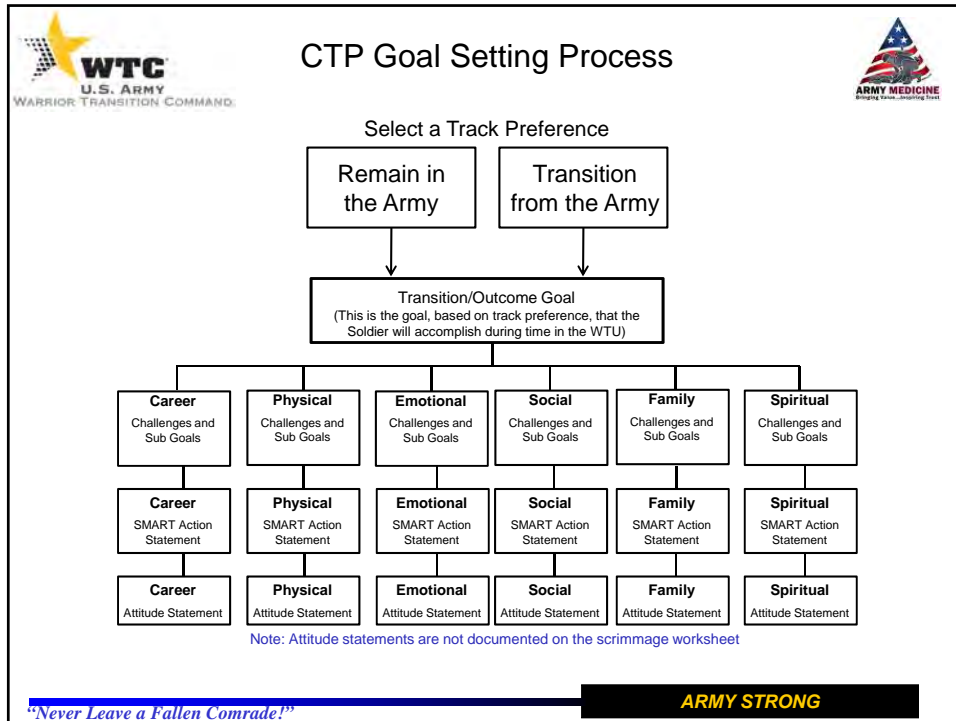 WTC
U.S. ARMY
WARRIOR TRANSITION COMMAND
CTP Goal Setting Process
ARMY MEDICINE
Bringing Value...Inspiring Trust
Select a Track Preference
Remain in
the Army
Transition
from the Army
Transition/Outcome Goal
(This is the goal, based on track preference, that the
Soldier will accomplish during time in the WTU)
Career
Challenges and
Sub Goals
Physical
Challenges and
Sub Goals
Emotional
Challenges and
Sub Goals
Social
Challenges and
Sub Goals
Family
Challenges and
Sub Goals
Spiritual
Challenges and
Sub Goals
Career
SMART Action
Statement
Physical
SMART Action
Statement
Emotional
SMART Action
Statement
Social
SMART Action
Statement
Family
SMART Action
Statement
Spiritual
SMART Action
Statement
Career
Attitude Statement
Physical
Attitude Statement
Emotional
Attitude Statement
Social
Attitude Statement
Family
Attitude Statement
Spiritual
Attitude Statement
Note: Attitude statements are not documented on the scrimmage worksheet
“Never Leave a Fallen Comrade!”
ARMY STRONG